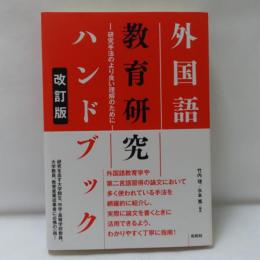 外国語
教育研究
ハンドブック
―研究手法のより良い理解のために―
改訂版
竹内 理・水本 篤 編著
外国語教育学や
第二言語習得の論文において
多く使われている手法を
網羅的に紹介し、
実際に論文を書くときに
活用できるよう、
わかりやすく丁寧に指南!
松柏社